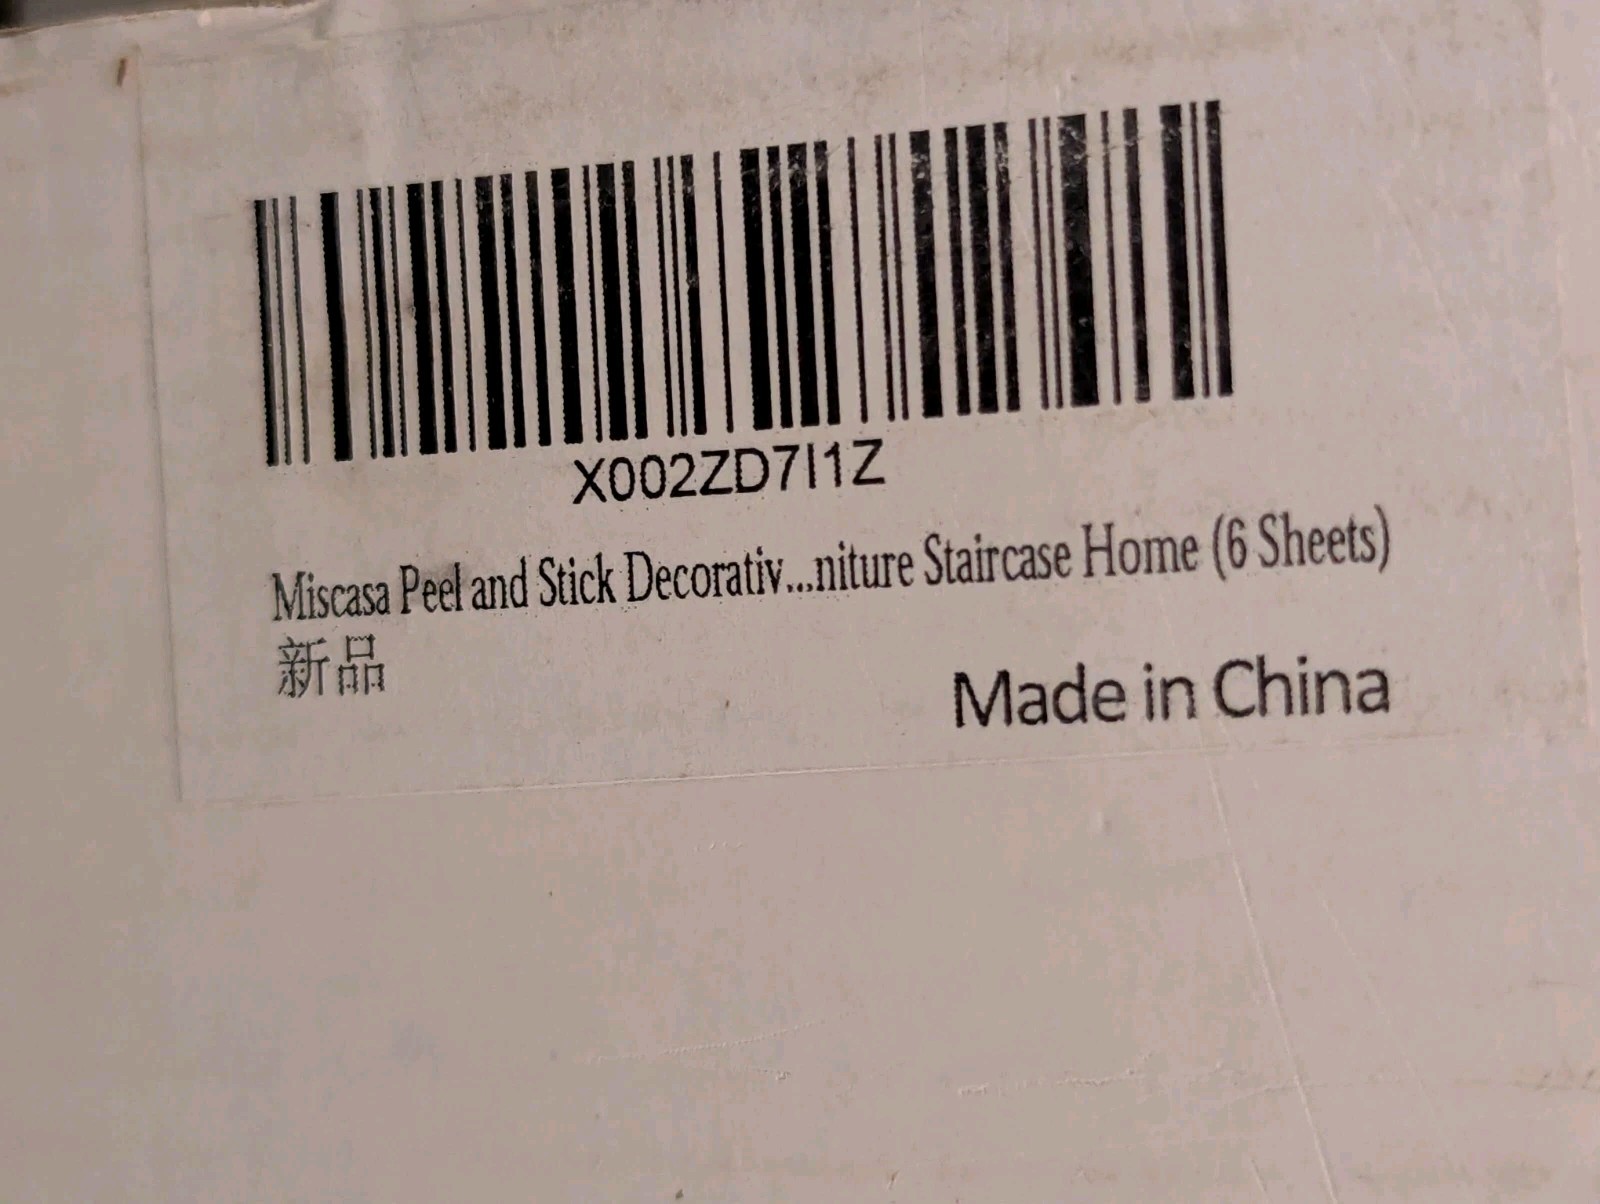 X002ZD7I1Z
Miscasa Peel and Stick Decorativ...niture Staircase Home (6 Sheets)
新品
Made in China